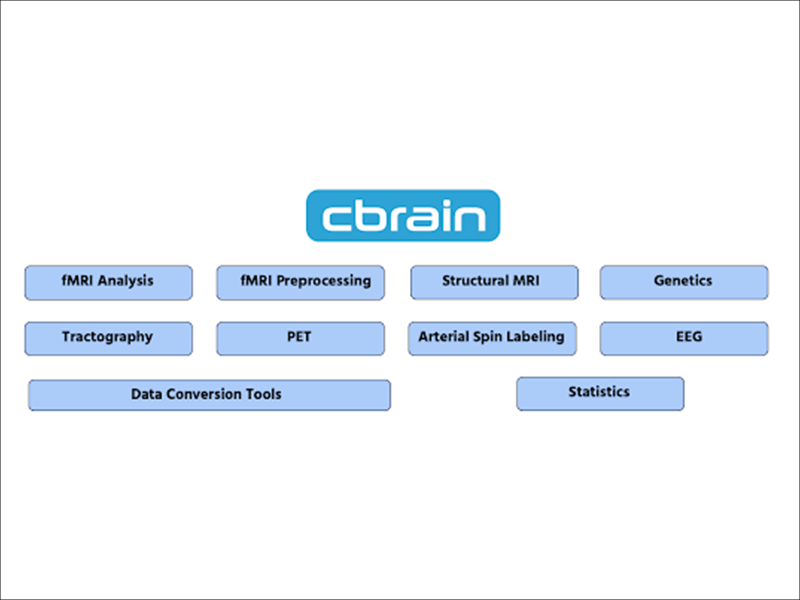 cbrain
fMRI Analysis
fMRI Preprocessing
Structural MRI
Genetics
Tractography
PET
Arterial Spin Labeling
EEG
Data Conversion Tools
Statistics